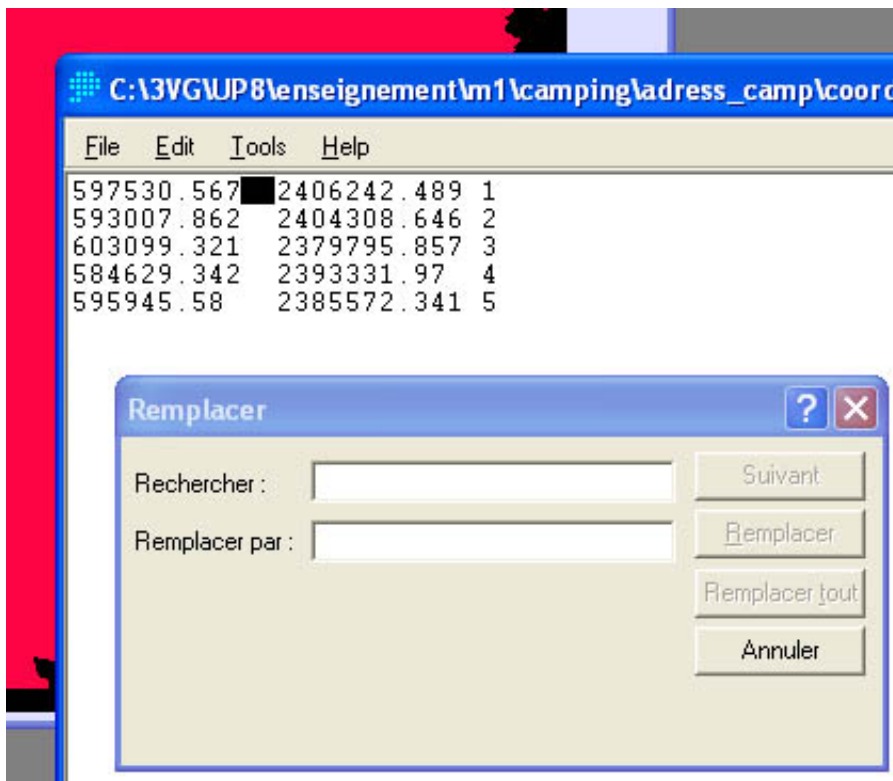 C:\3VG\UP8\enseignement\m1\camping\adress_camp\coord
File Edit Tools Help
597530.567 2406242.489 1
593007.862 2404308.646 2
603099.321 2379795.857 3
584629.342 2393331.97 4
595945.58 2385572.341 5
Remplacer
Rechercher :
Suivant
Remplacer par :
Remplacer
Remplacer tout
Annuler